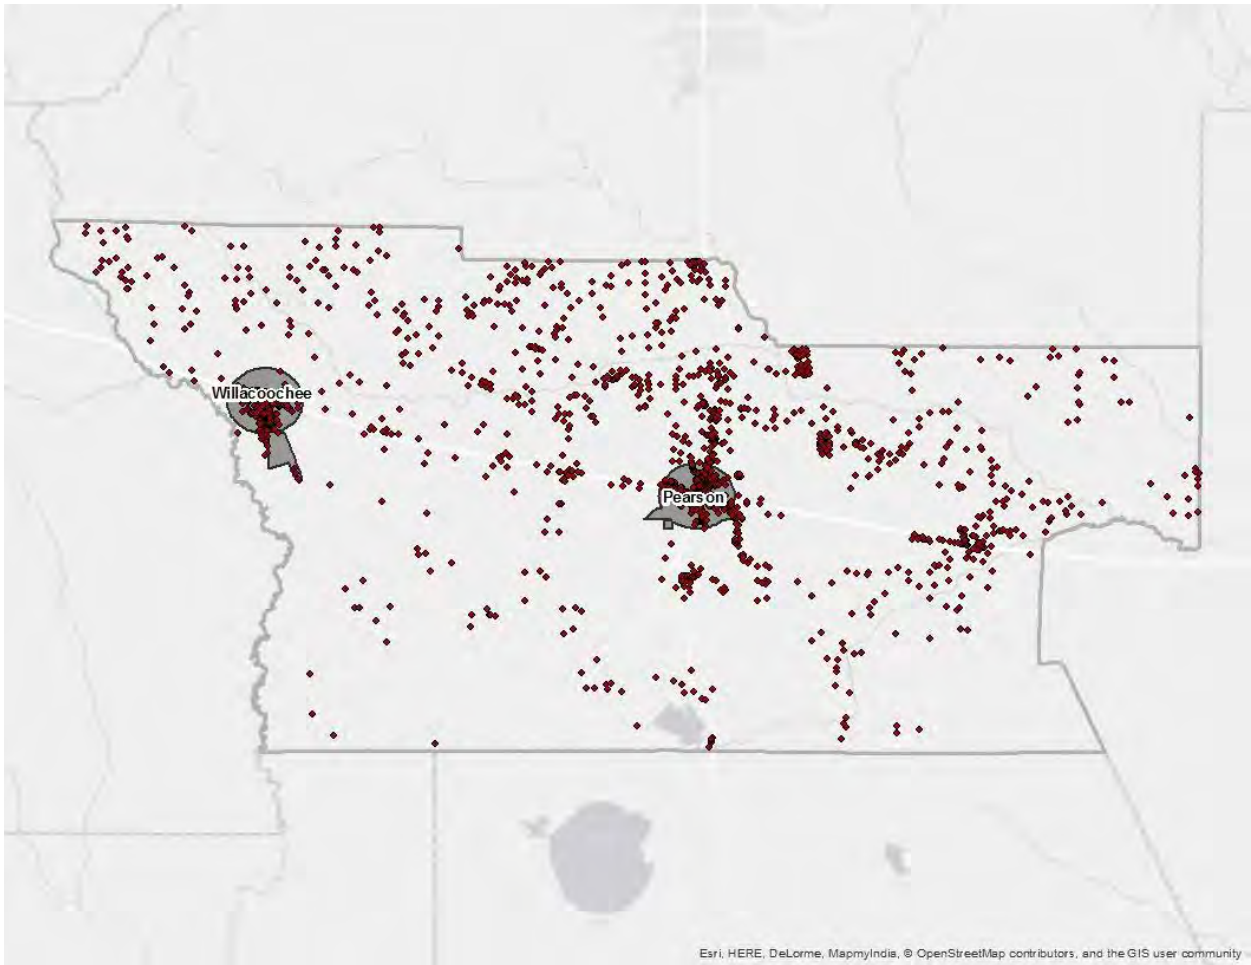 Willacoochee
Pearson
Esri, HERE, DeLorme, MapmyIndia, © OpenStreetMap contributors, and the GIS user community